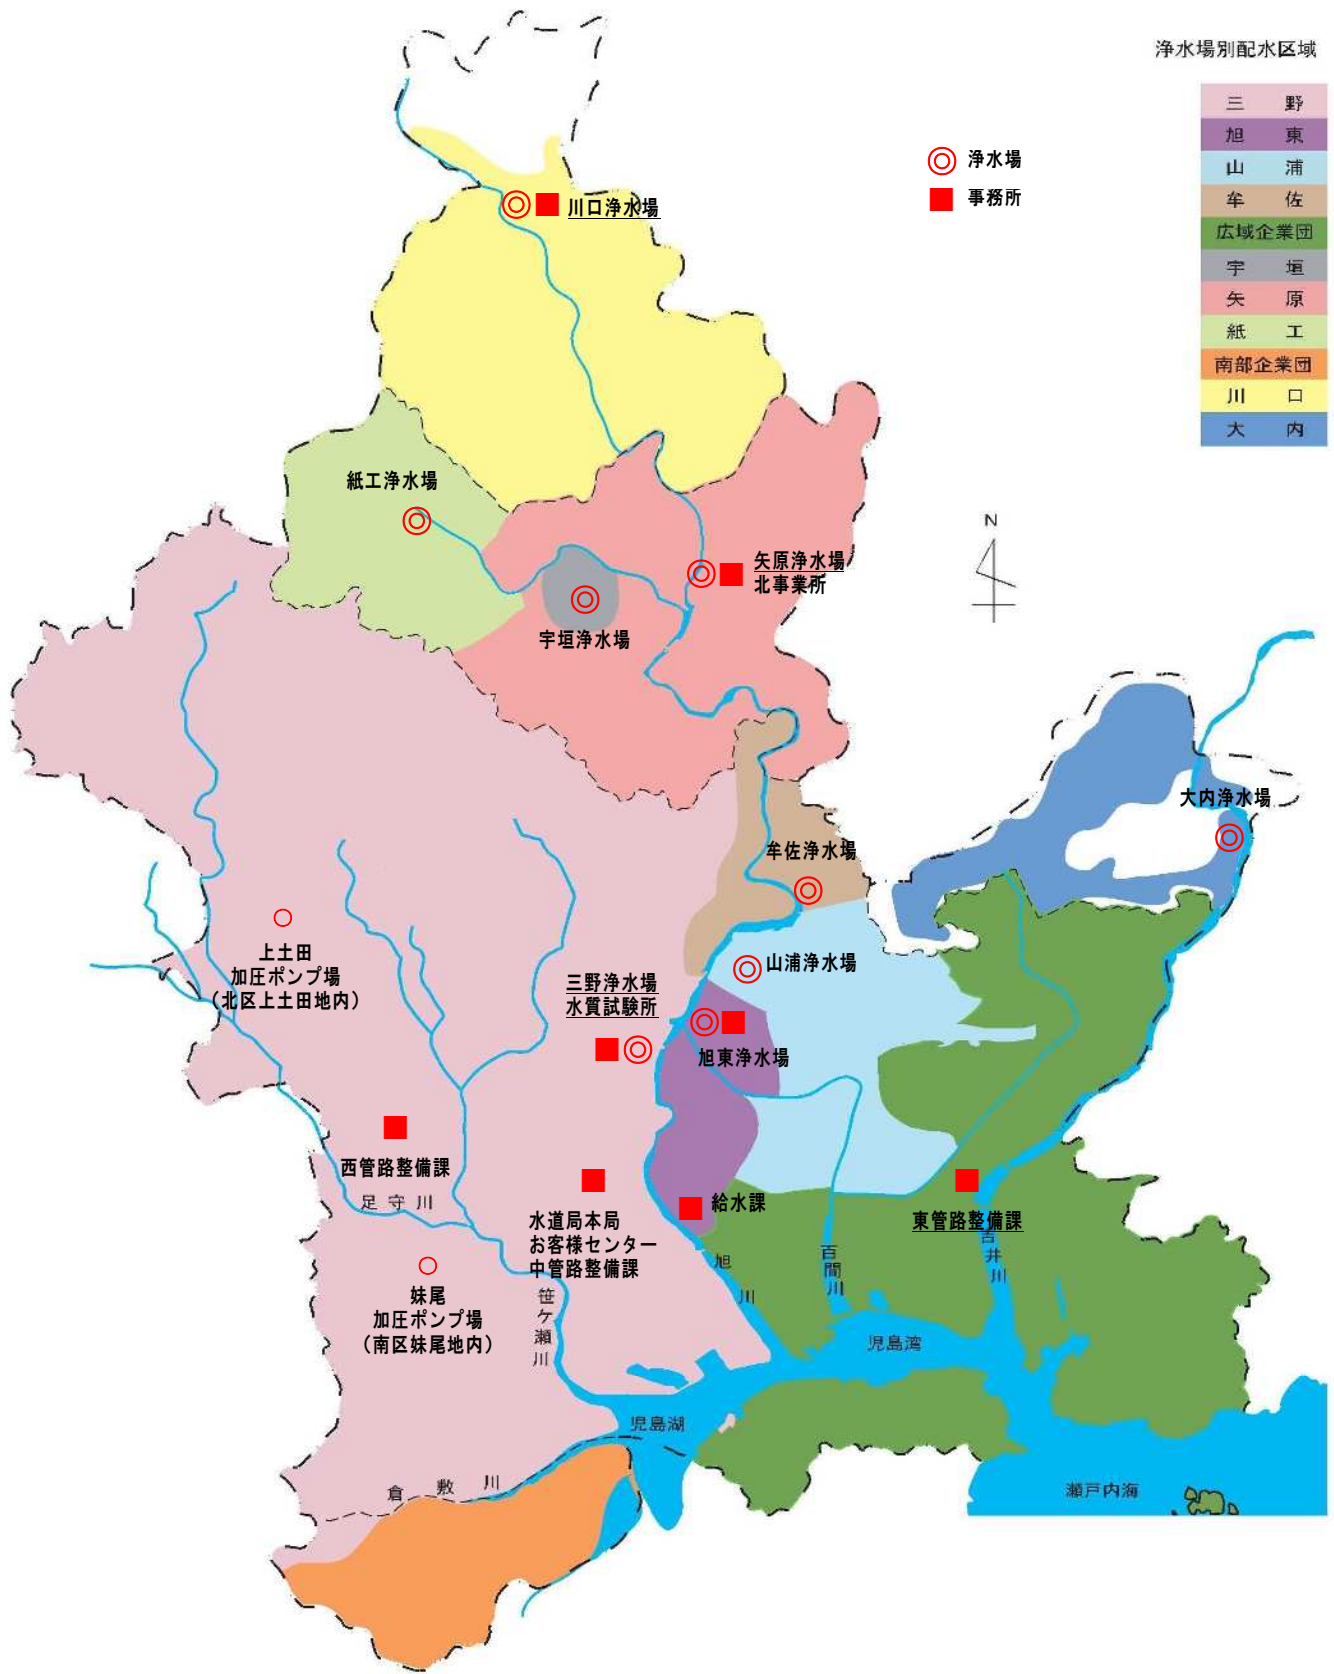 浄水場別配水区域
三 野
旭 東
山 浦
牟 佐
広域企業団
宇 垣
矢 原
紙 工
南部企業団
川 口
大 内
浄水場
事務所
川口浄水場
紙工浄水場
N
矢原浄水場
北事業所
宇垣浄水場
大内浄水場
牟佐浄水場
上土田
加圧ポンプ場
（北区上土田地内）
山浦浄水場
三野浄水場
水質試験所
旭東浄水場
西管路整備課
足守川
給水課
水道局本局
お客様センター
中管路整備課
東管路整備課
吉井川
百間川
旭川
妹尾
加圧ポンプ場
（南区妹尾地内）
笹ケ瀬川
児島湾
児島湖
倉敷川
瀬戸内海